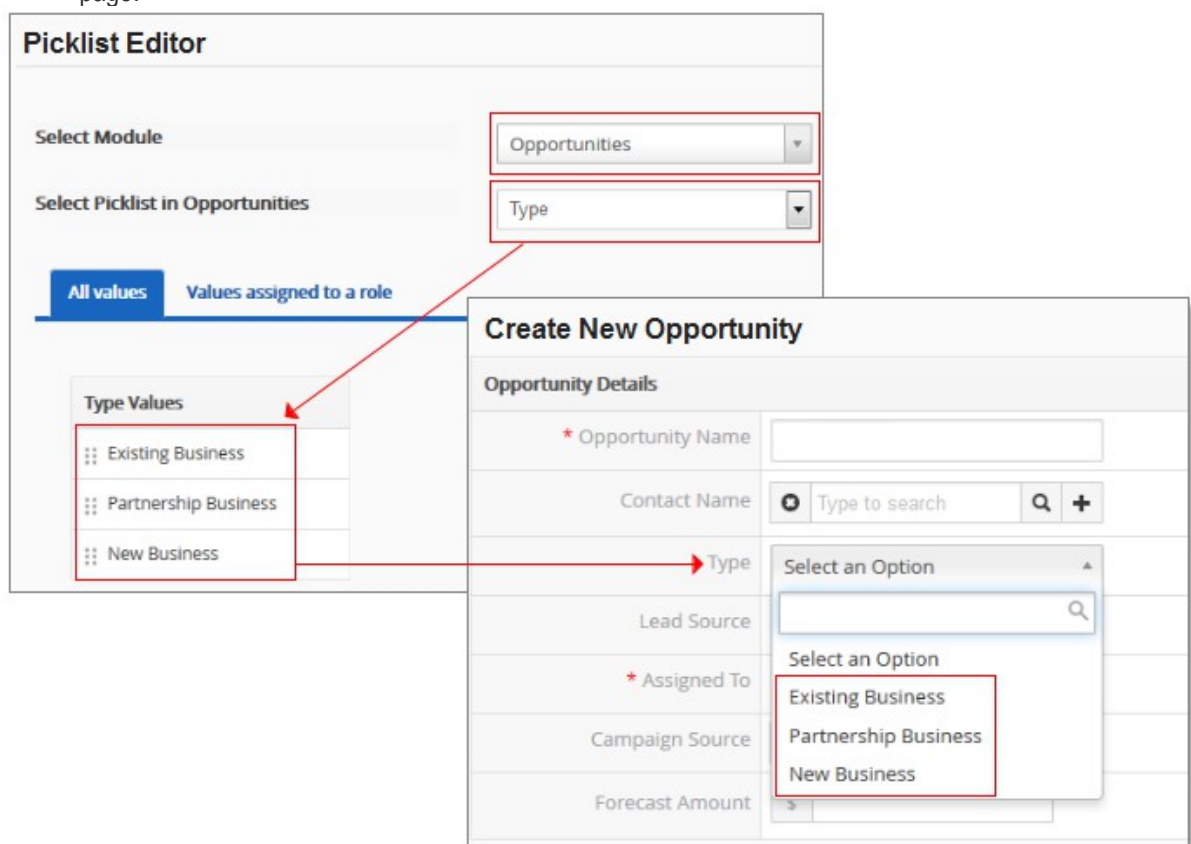 page.
Picklist Editor
Select Module
Opportunities
Select Picklist in Opportunities
Type
All values
Values assigned to a role
Type Values
Existing Business
Partnership Business
New Business
Create New Opportunity
Opportunity Details
* Opportunity Name
Contact Name
Type to search
Type
Select an Option
Lead Source
Select an Option
* Assigned To
Existing Business
Campaign Source
Partnership Business
New Business
Forecast Amount
$